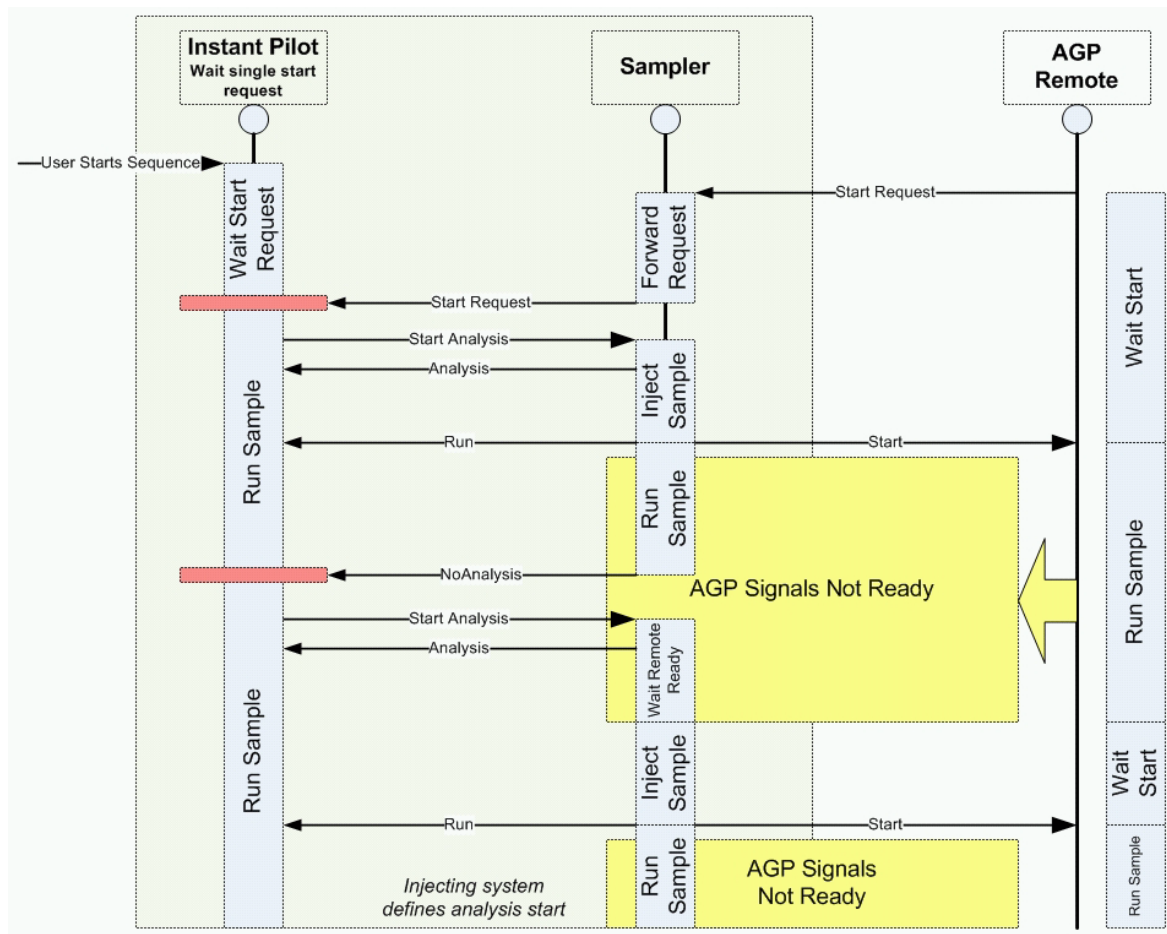 Instant Pilot
Wait single start
request
Sampler
AGP
Remote
User Starts Sequence
Start Request
Wait Start
Request
Forward
Request
Wait Start
Start Request
Start Analysis
Analysis
Inject
Sample
Run Sample
Run
Start
Run
Sample
AGP Signals Not Ready
Run Sample
NoAnalysis
Start Analysis
Analysis
Wait Remote
Ready
Run Sample
Inject
Sample
Wait
Start
Run
Start
Run
Sample
AGP Signals
Not Ready
Run Sample
Injecting system
defines analysis start